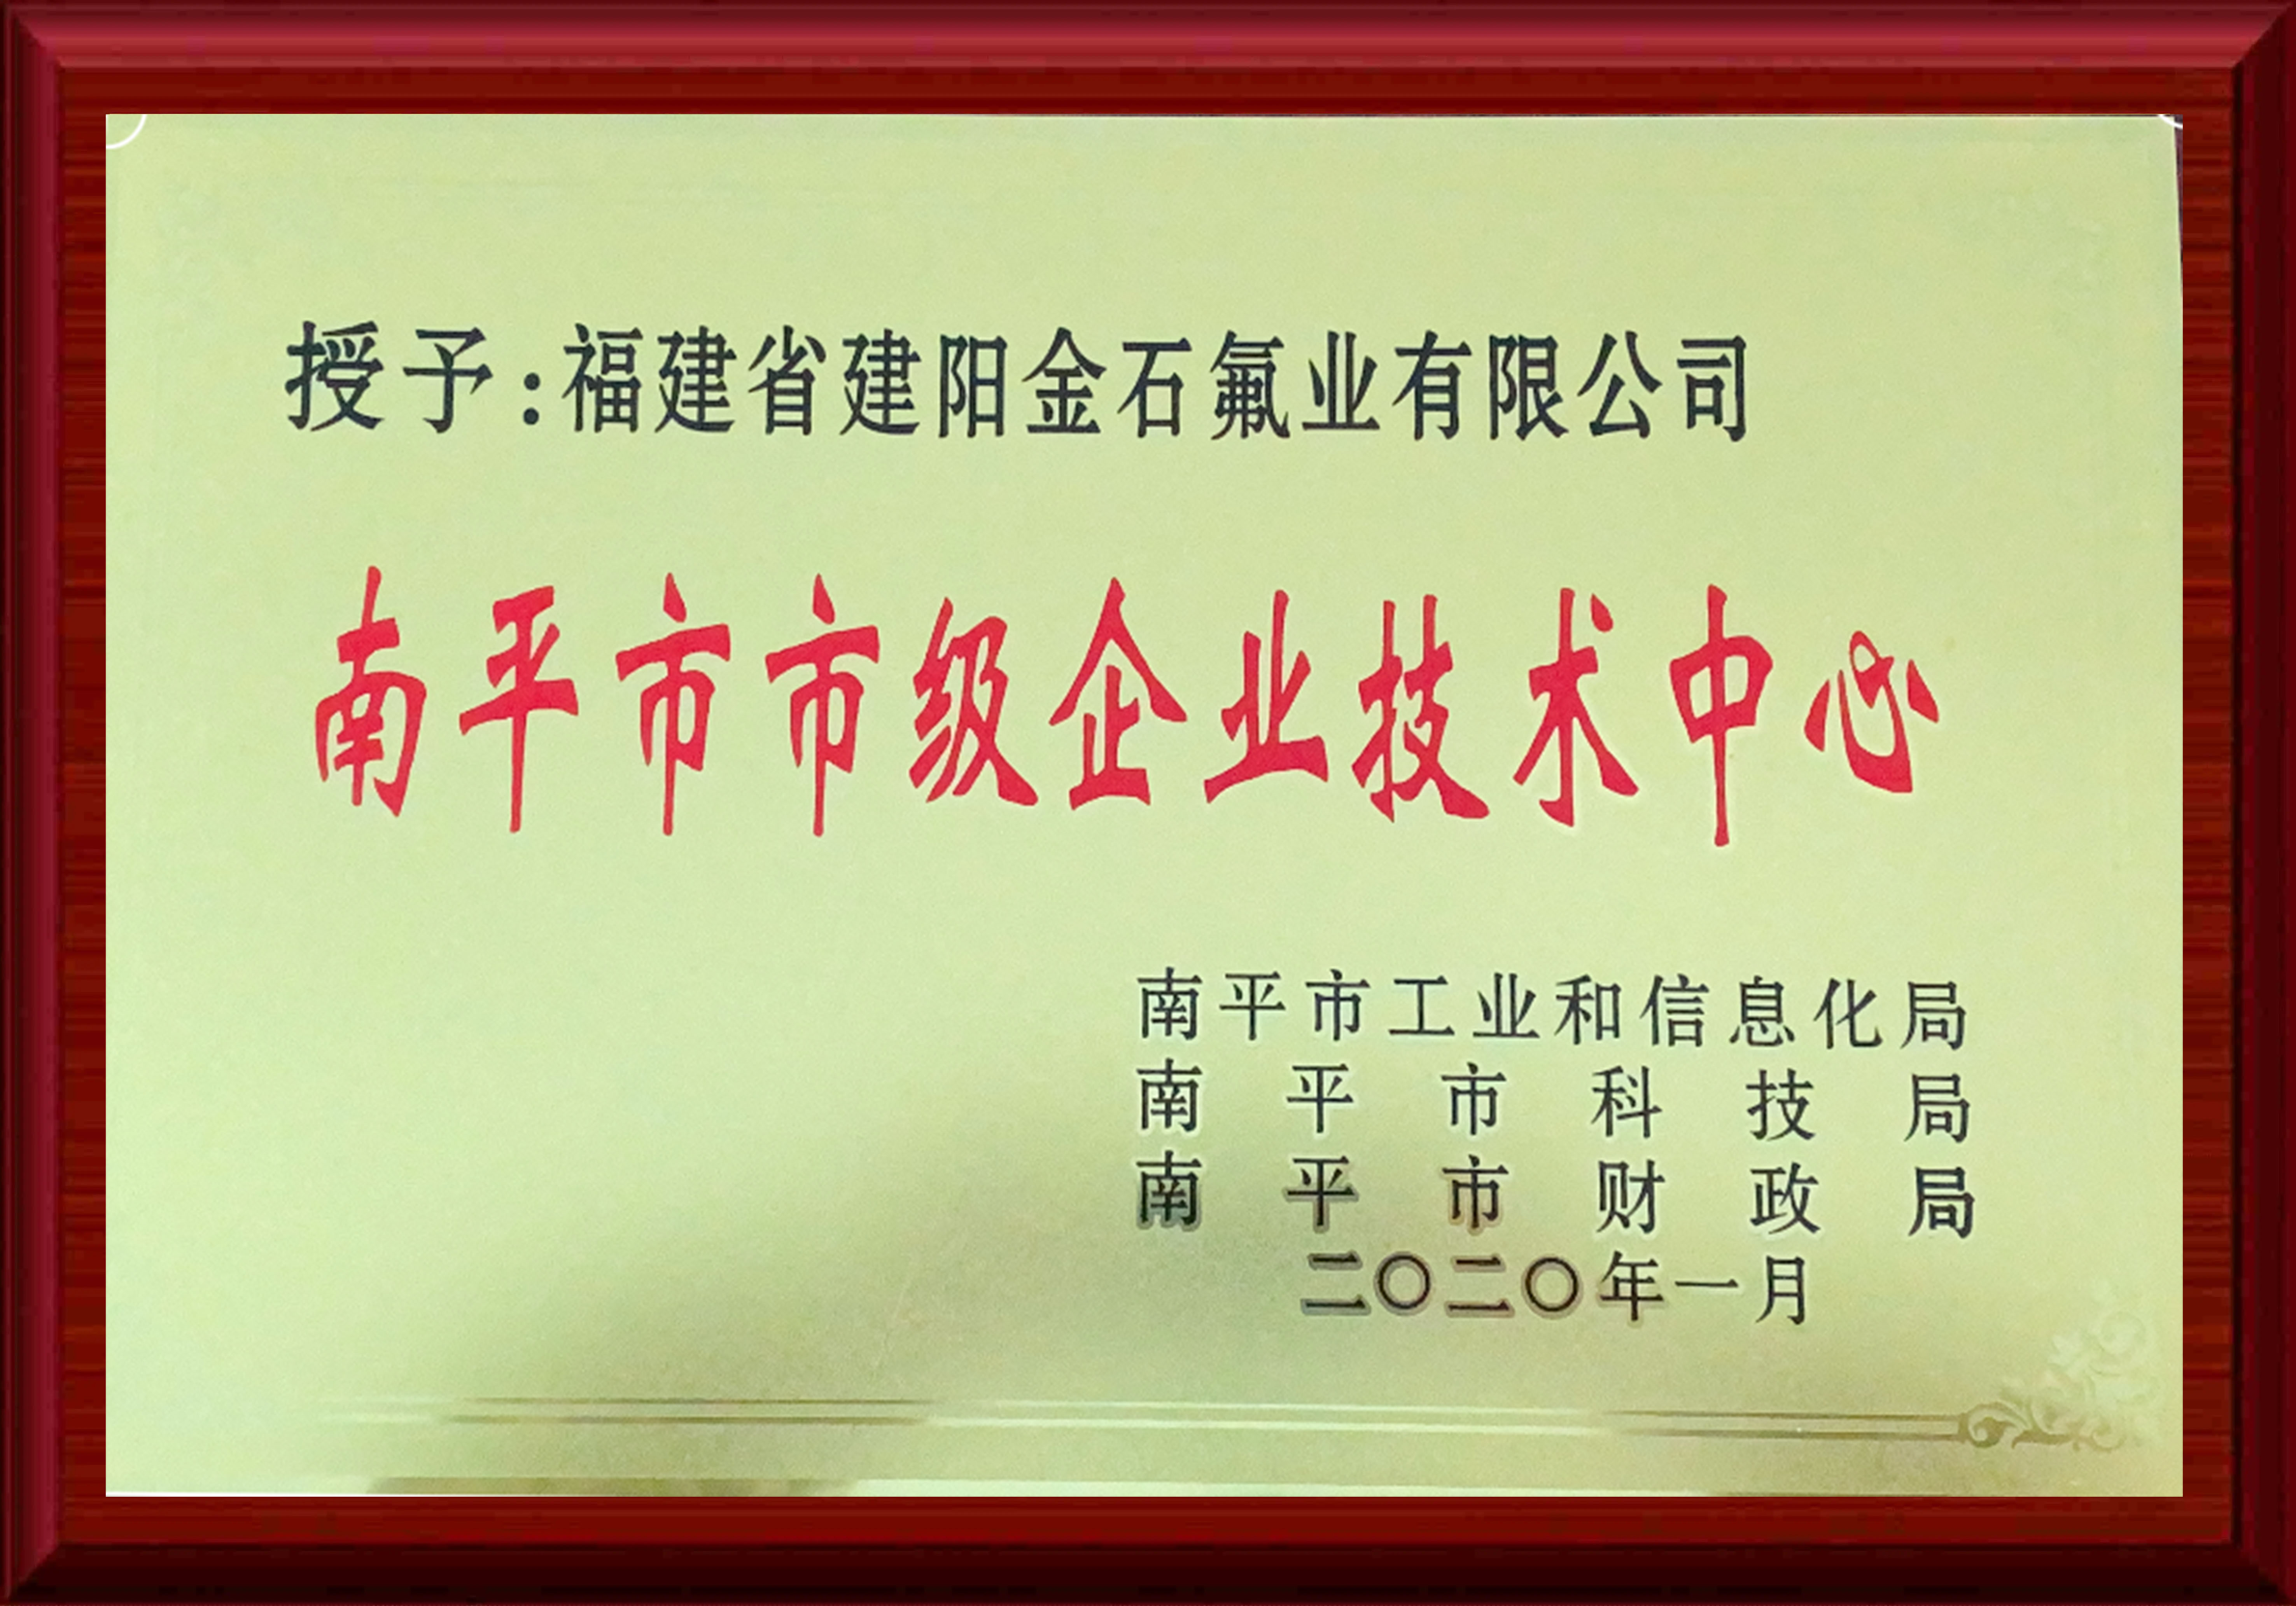 授予:福建省建阳金石氟业有限公司
南平市市级企业技术中心
南平市工业和信息化局
南平市科技局
南平市财政局
二〇二〇年一月